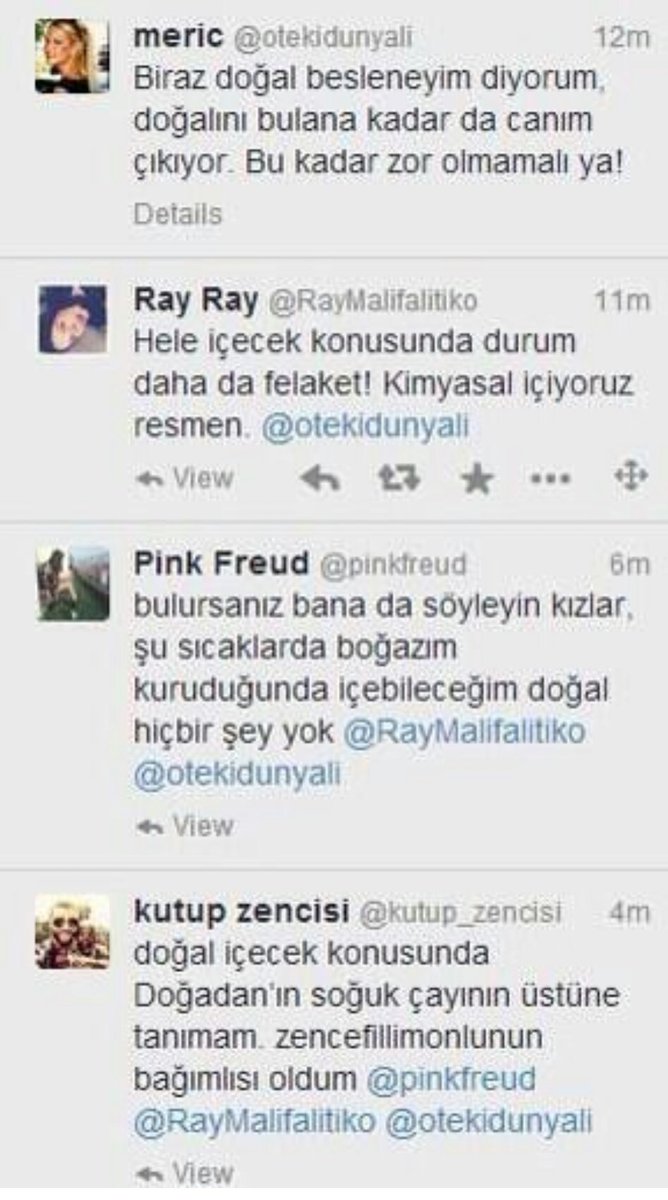 meric @otekidunyali 12m
Biraz doğal besleneyim diyorum,
doğalını bulana kadar da canım
çıkıyor. Bu kadar zor olmamalı ya!
Details
Ray Ray @RayMalifalitiko 11m
Hele içecek konusunda durum
daha da felaket! Kimyasal içiyoruz
resmen. @otekidunyali
View
Pink Freud @pinkfreud 6m
bulursanız bana da söyleyin kızlar,
şu sıcaklarda boğazım
kuruduğunda içebileceğim doğal
hiçbir şey yok @RayMalifalitiko
@otekidunyali
View
kutup zencisi @kutup_zencisi 4m
doğal içecek konusunda
Doğadan'ın soğuk çayının üstüne
tanımam. zencefillimonlunun
bağımlısı oldum @pinkfreud
@RayMalifalitiko @otekidunyali
View